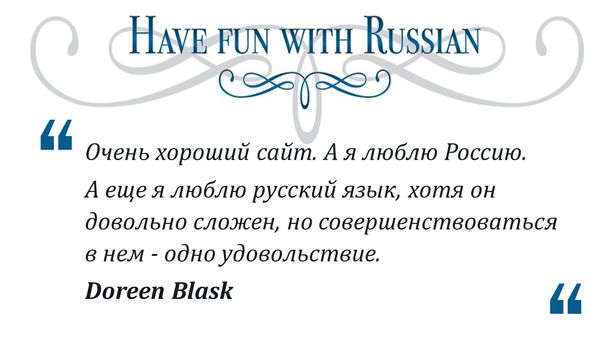 Have fun with Russian
“
Очень хороший сайт. А я люблю Россию.
А еще я люблю русский язык, хотя он
довольно сложен, но совершенствоваться
в нем - одно удовольствие.
Doreen Blask
“